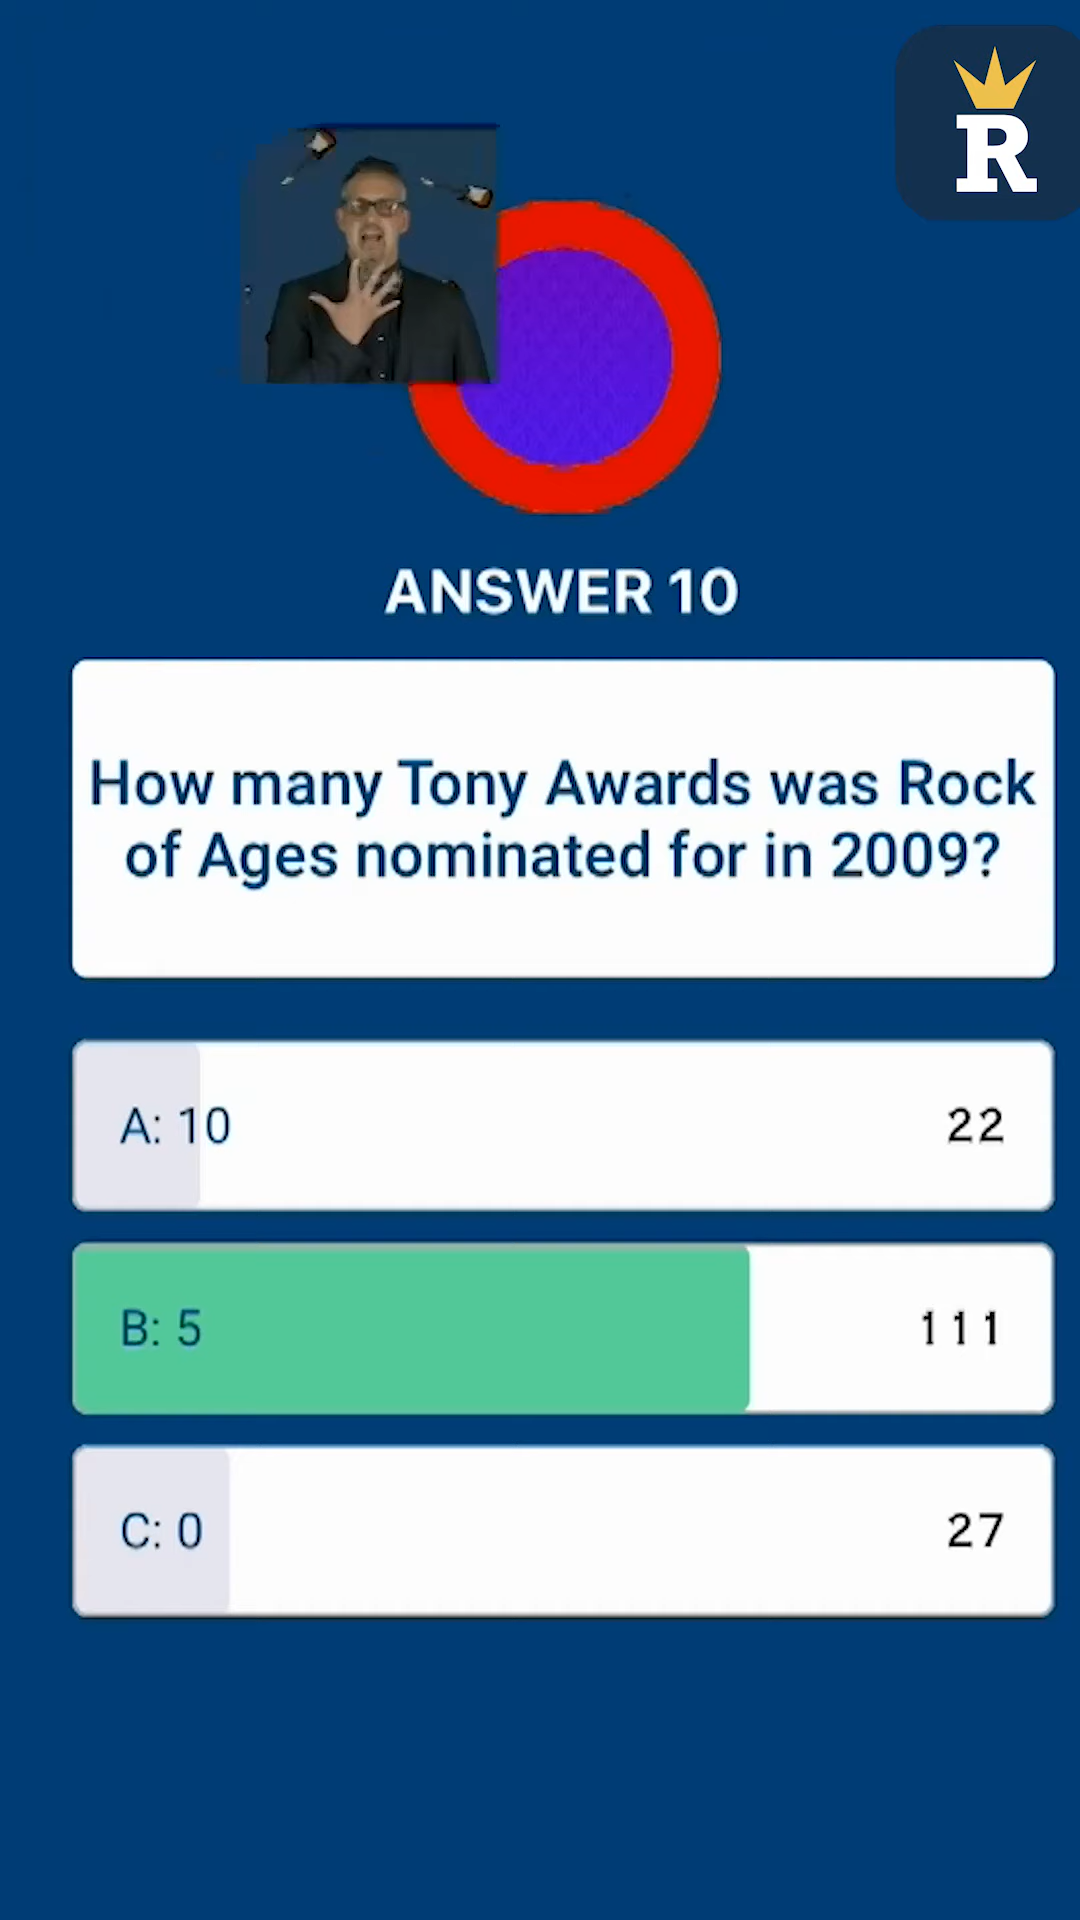 R
ANSWER 10
How many Tony Awards was Rock
of Ages nominated for in 2009?
A: 10 22
B: 5 111
C: 0 27